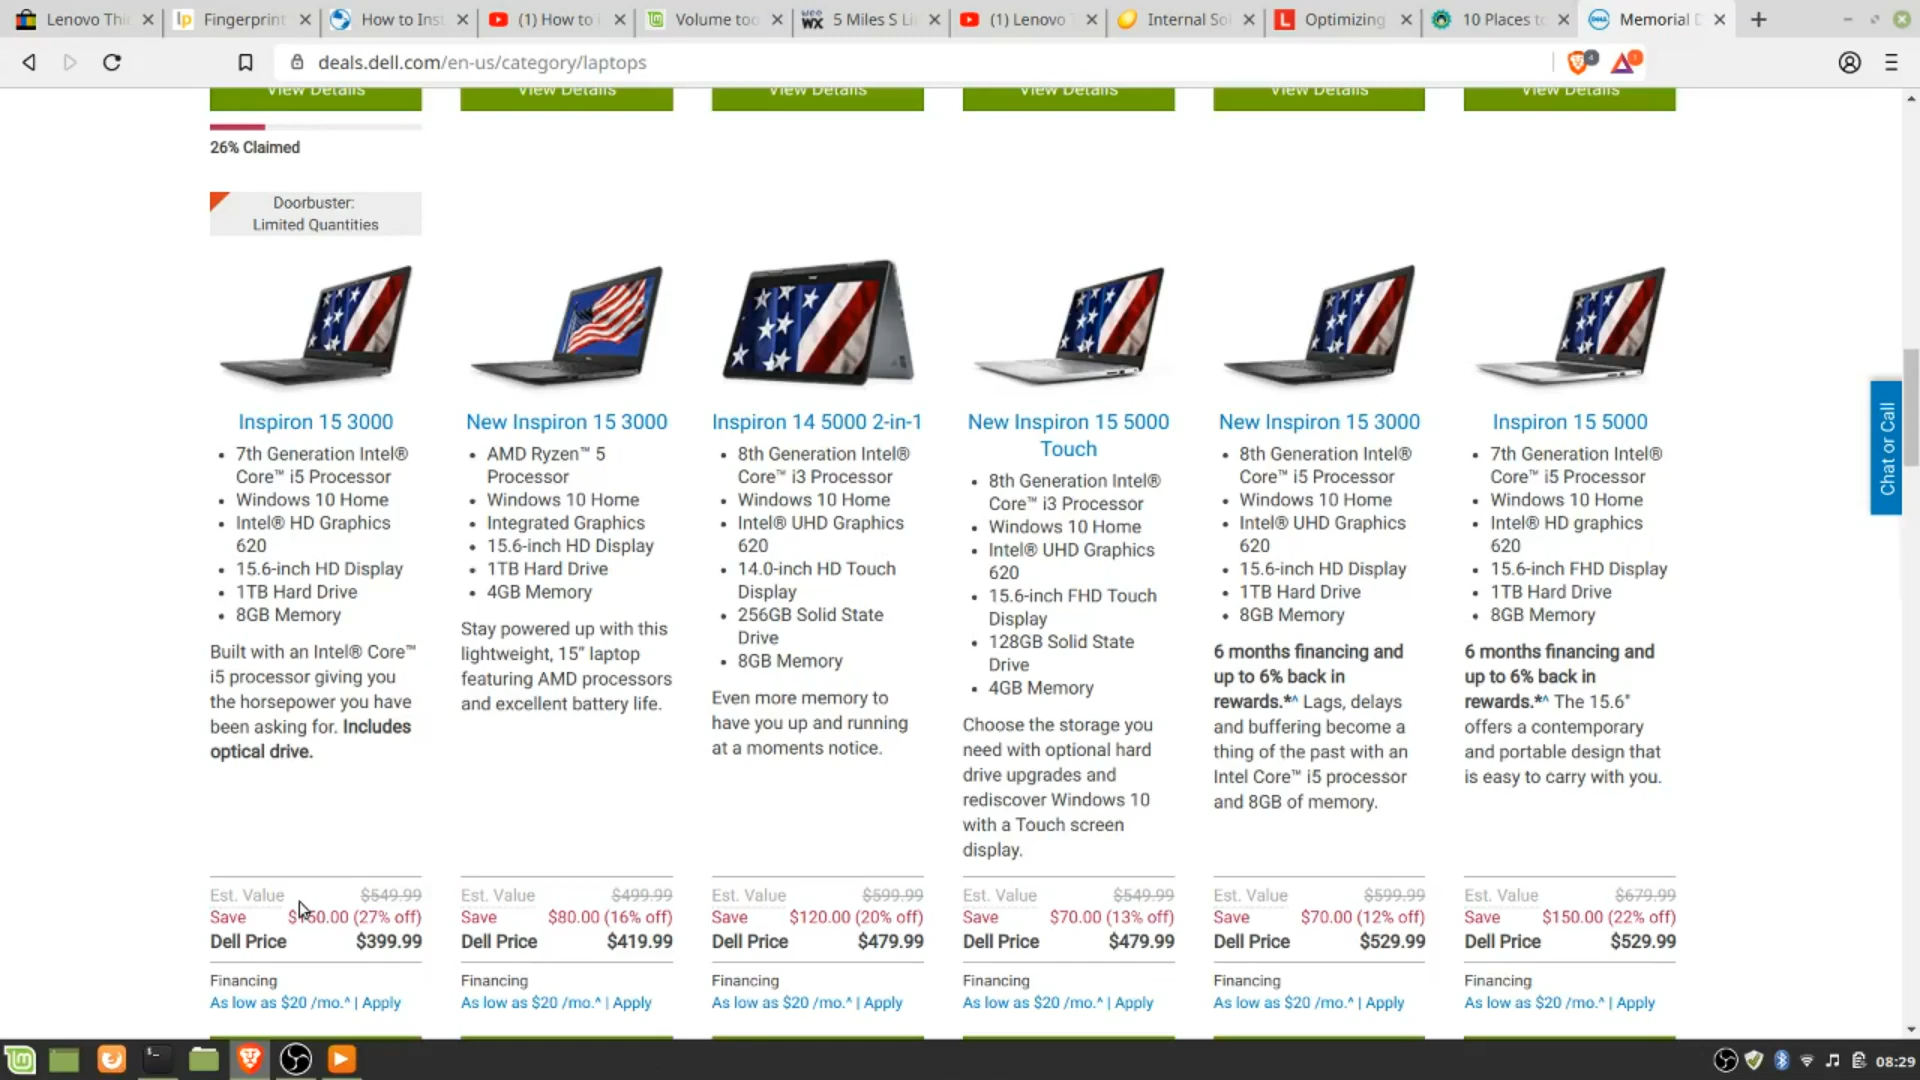 Lenovo Thi
Fingerprint
How to Inst
(1) How to i
Volume too
5 Miles S Li
(1) Lenovo T
Internal So
Optimizing
10 Places to
Memorial D
deals.dell.com/en-us/category/laptops
4
1
View Details
View Details
View Details
View Details
View Details
View Details
26% Claimed
Doorbuster:
Limited Quantities
Inspiron 15 3000
• 7th Generation Intel®
Core™ i5 Processor
• Windows 10 Home
• Intel® HD Graphics
620
• 15.6-inch HD Display
• 1TB Hard Drive
• 8GB Memory
Built with an Intel® Core™
i5 processor giving you
the horsepower you have
been asking for. Includes
optical drive.
Est. Value $549.99
Save $150.00 (27% off)
Dell Price $399.99
Financing
As low as $20 /mo.^ | Apply
New Inspiron 15 3000
• AMD Ryzen™ 5
Processor
• Windows 10 Home
• Integrated Graphics
• 15.6-inch HD Display
• 1TB Hard Drive
• 4GB Memory
Stay powered up with this
lightweight, 15" laptop
featuring AMD processors
and excellent battery life.
Est. Value $499.99
Save $80.00 (16% off)
Dell Price $419.99
Financing
As low as $20 /mo.^ | Apply
Inspiron 14 5000 2-in-1
• 8th Generation Intel®
Core™ i3 Processor
• Windows 10 Home
• Intel® UHD Graphics
620
• 14.0-inch HD Touch
Display
• 256GB Solid State
Drive
• 8GB Memory
Even more memory to
have you up and running
at a moments notice.
Est. Value $599.99
Save $120.00 (20% off)
Dell Price $479.99
Financing
As low as $20 /mo.^ | Apply
New Inspiron 15 5000
Touch
• 8th Generation Intel®
Core™ i3 Processor
• Windows 10 Home
• Intel® UHD Graphics
620
• 15.6-inch FHD Touch
Display
• 128GB Solid State
Drive
• 4GB Memory
Choose the storage you
need with optional hard
drive upgrades and
rediscover Windows 10
with a Touch screen
display.
Est. Value $549.99
Save $70.00 (13% off)
Dell Price $479.99
Financing
As low as $20 /mo.^ | Apply
New Inspiron 15 3000
• 8th Generation Intel®
Core™ i5 Processor
• Windows 10 Home
• Intel® UHD Graphics
620
• 15.6-inch HD Display
• 1TB Hard Drive
• 8GB Memory
6 months financing and
up to 6% back in
rewards.*^ Lags, delays
and buffering become a
thing of the past with an
Intel Core™ i5 processor
and 8GB of memory.
Est. Value $599.99
Save $70.00 (12% off)
Dell Price $529.99
Financing
As low as $20 /mo.^ | Apply
Inspiron 15 5000
• 7th Generation Intel®
Core™ i5 Processor
• Windows 10 Home
• Intel® HD graphics
620
• 15.6-inch FHD Display
• 1TB Hard Drive
• 8GB Memory
6 months financing and
up to 6% back in
rewards.*^ The 15.6"
offers a contemporary
and portable design that
is easy to carry with you.
Est. Value $679.99
Save $150.00 (22% off)
Dell Price $529.99
Financing
As low as $20 /mo.^ | Apply
Chat or Call
08:29